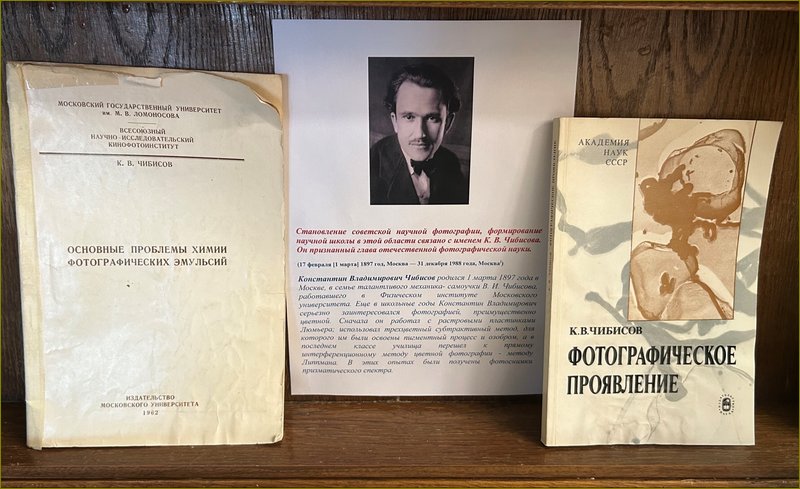 МОСКОВСКИЙ ГОСУДАРСТВЕННЫЙ УНИВЕРСИТЕТ
им. М. В. ЛОМОНОСОВА
ВСЕСОЮЗНЫЙ
НАУЧНО-ИССЛЕДОВАТЕЛЬСКИЙ
КИНОФОТОИНСТИТУТ
К. В. ЧИБИСОВ
ОСНОВНЫЕ ПРОБЛЕМЫ ХИМИИ
ФОТОГРАФИЧЕСКИХ ЭМУЛЬСИЙ
ИЗДАТЕЛЬСТВО
МОСКОВСКОГО УНИВЕРСИТЕТА
1962
Становление советской научной фотографии, формирование
научной школы в этой области связано с именем К. В. Чибисова.
Он признанный глава отечественной фотографической науки.
(17 февраля [1 марта] 1897 год, Москва — 31 декабря 1988 года, Москва)
Константин Владимирович Чибисов родился 1 марта 1897 года в
Москве, в семье талантливого механика- самоучки В. И. Чибисова,
работавшего в Физическом институте Московского
университета. Еще в школьные годы Константин Владимирович
серьезно заинтересовался фотографией, преимущественно
цветной. Сначала он работал с растровыми пластинками
Люмьера; использовал трехцветный субтрактивный метод, для
которого им были освоены пигментный процесс и озобром, а в
последнем классе училища перешел к прямому
интерференционному методу цветной фотографии - методу
Липпмана. В этих опытах были получены фотоснимки
призматического спектра.
АКАДЕМИЯ
НАУК
СССР
К.В.ЧИБИСОВ
ФОТОГРАФИЧЕСКОЕ
ПРОЯВЛЕНИЕ